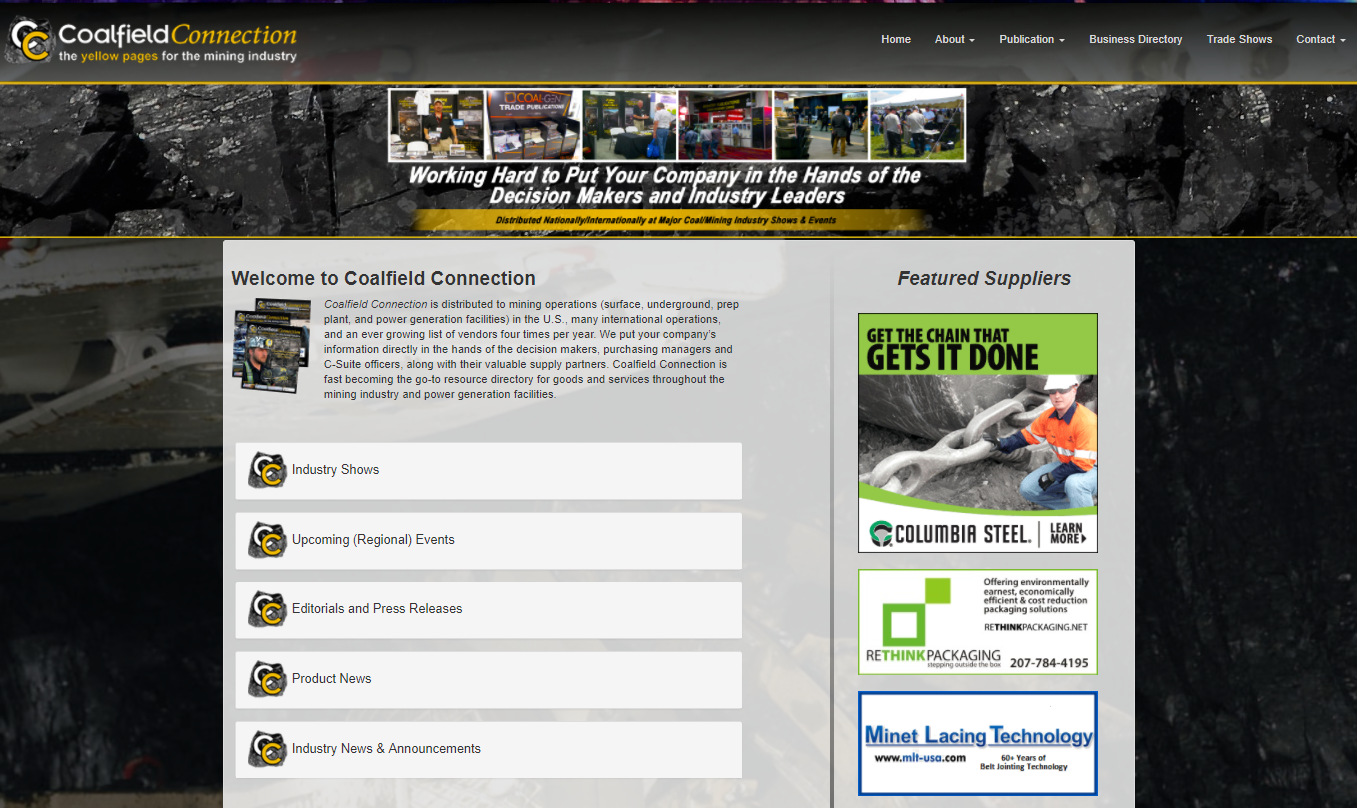 CoalfieldConnection
the yellow pages for the mining industry
Home About Publication Business Directory Trade Shows Contact
COAL-GEN
TRADE PUBLICATIONS
Working Hard to Put Your Company in the Hands of the
Decision Makers and Industry Leaders
Distributed Nationally/Internationally at Major Coal/Mining Industry Shows & Events
Welcome to Coalfield Connection
Coalfield Connection is distributed to mining operations (surface, underground, prep
plant, and power generation facilities) in the U.S., many international operations,
and an ever growing list of vendors four times per year. We put your company's
information directly in the hands of the decision makers, purchasing managers and
C-Suite officers, along with their valuable supply partners. Coalfield Connection is
fast becoming the go-to resource directory for goods and services throughout the
mining industry and power generation facilities.
Industry Shows
Upcoming (Regional) Events
Editorials and Press Releases
Product News
Industry News & Announcements
Featured Suppliers
GET THE CHAIN THAT
GETS IT DONE
COLUMBIA STEEL.
LEARN
MORE
Offering environmentally
earnest, economically
efficient & cost reduction
packaging solutions
RETHINKPACKAGING.NET
RETHINKPACKAGING
stepping outside the box
207-784-4195
Minet Lacing Technology
www.mlt-usa.com
60+ Years of
Belt Jointing Technology